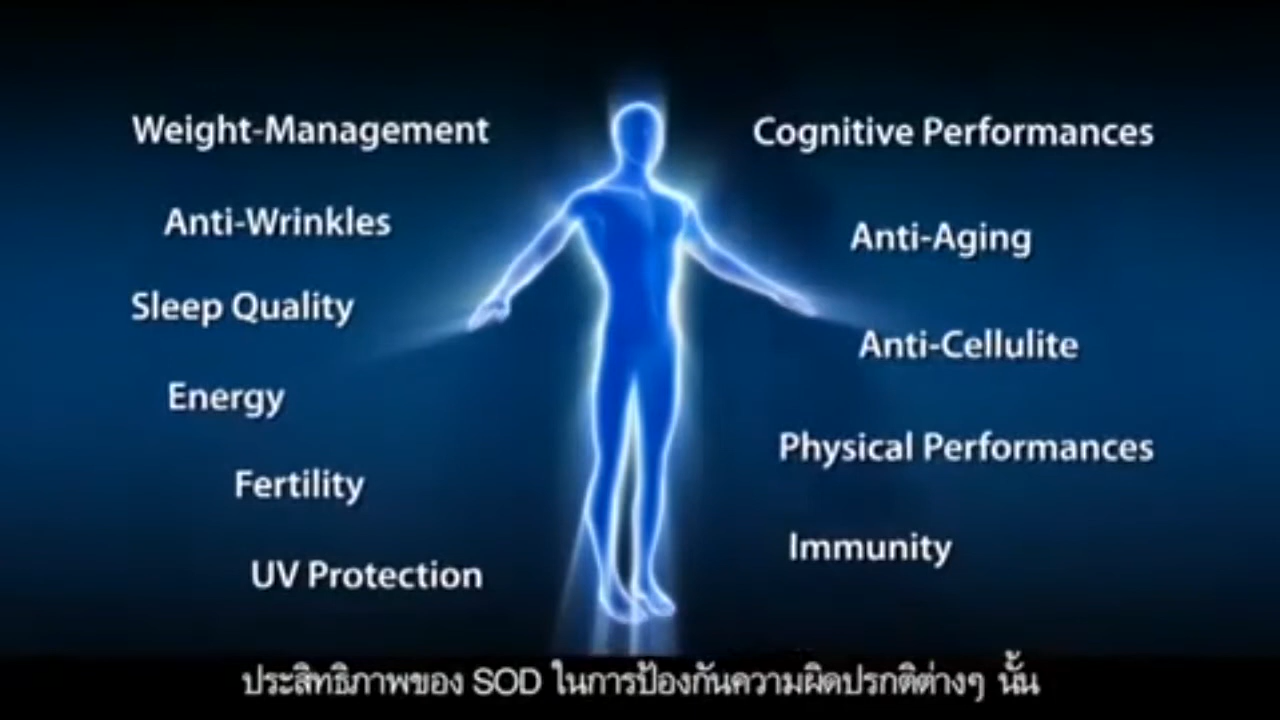 Weight-Management
Anti-Wrinkles
Sleep Quality
Energy
Fertility
UV Protection
Cognitive Performances
Anti-Aging
Anti-Cellulite
Physical Performances
Immunity
ประสิทธิภาพของ SOD ในการป้องกันความผิดปรกติต่างๆ นั้น